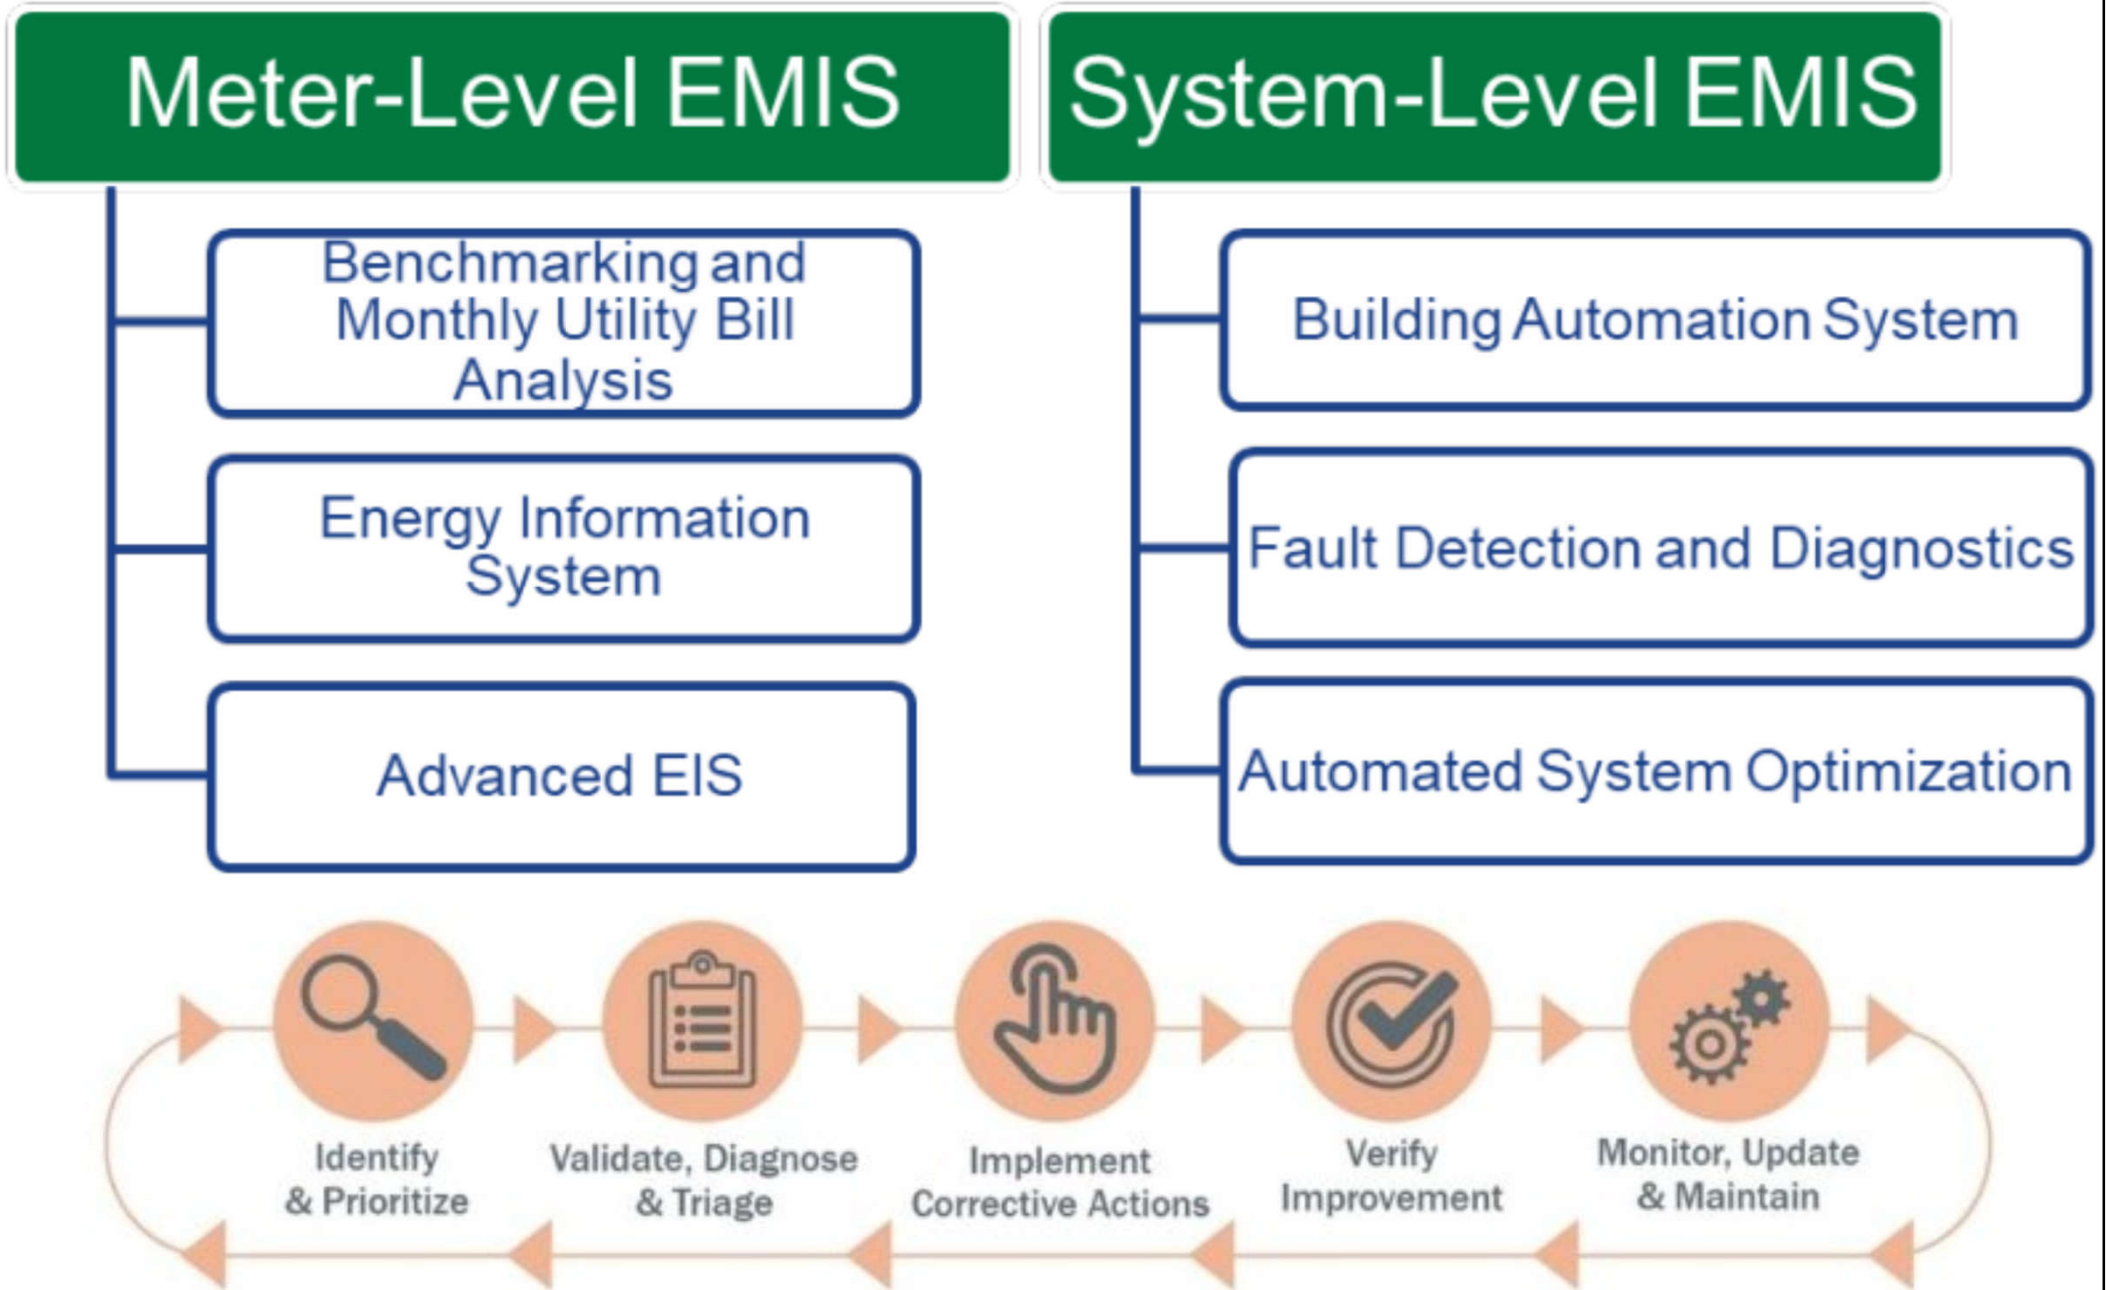 Meter-Level EMIS
Benchmarking and
Monthly Utility Bill
Analysis
Energy Information
System
Advanced EIS
System-Level EMIS
Building Automation System
Fault Detection and Diagnostics
Automated System Optimization
Identify
& Prioritize
Validate, Diagnose
& Triage
Implement
Corrective Actions
Verify
Improvement
Monitor, Update
& Maintain